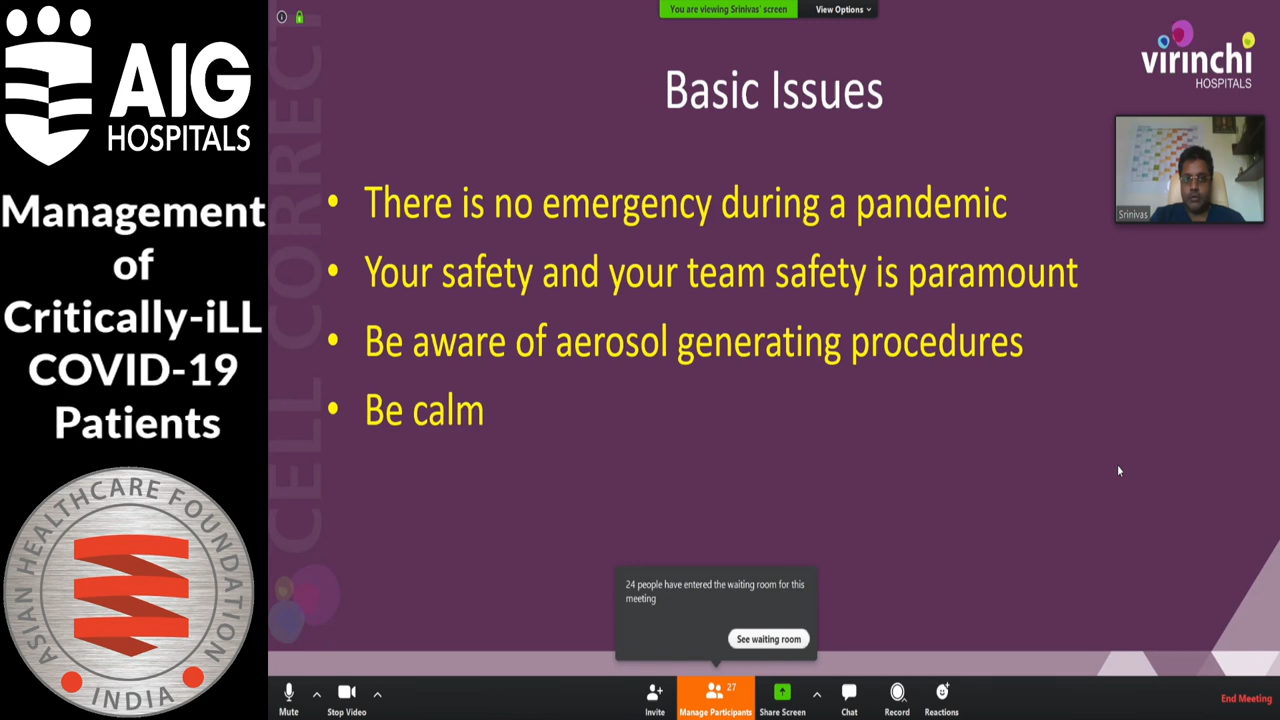 AIG
HOSPITALS
Management
of
Critically-iLL
COVID-19
Patients
ASIAN HEALTHCARE FOUNDATION
INDIA
You are viewing Srinivas' screen
View Options
virinchi
HOSPITALS
CELL CORRECT
Basic Issues
• There is no emergency during a pandemic
• Your safety and your team safety is paramount
• Be aware of aerosol generating procedures
• Be calm
Srinivas
24 people have entered the waiting room for this
meeting
See waiting room
Mute
Stop Video
Invite
27
Manage Participants
Share Screen
Chat
Record
Reactions
End Meeting